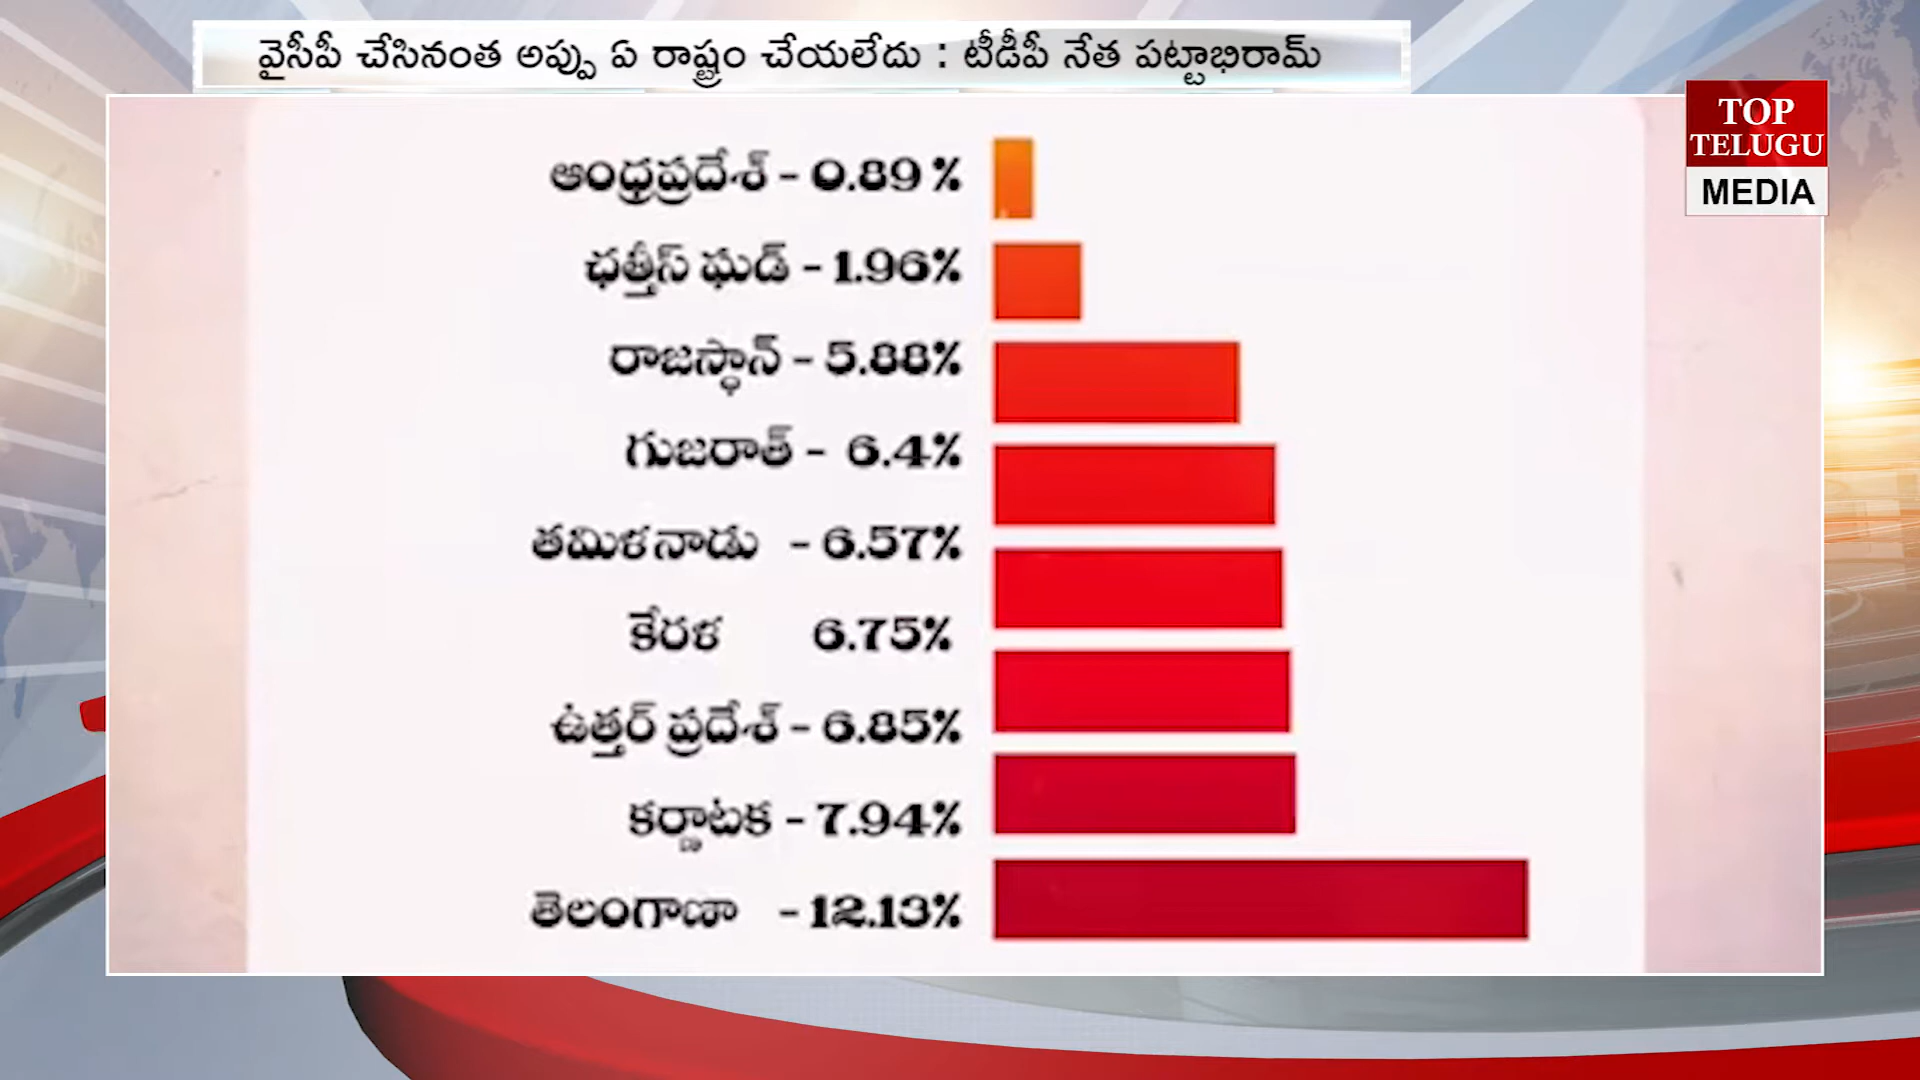 వైసీపీ చేసినంత అప్పు ఏ రాష్ట్రం చేయలేదు : టీడీపీ నేత పట్టాభిరామ్
TOP
TELUGU
MEDIA
ఆంధ్రప్రదేశ్ - 0.89 %
ఛత్తీస్ ఘడ్ - 1.96%
రాజస్థాన్ - 5.88%
గుజరాత్ - 6.4%
తమిళనాడు - 6.57%
కేరళ 6.75%
ఉత్తర్ ప్రదేశ్ - 6.85%
కర్ణాటక - 7.94%
తెలంగాణా - 12.13%